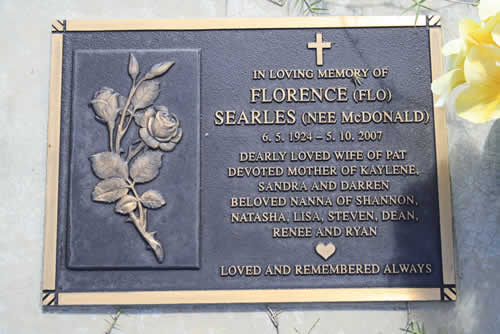 IN LOVING MEMORY OF
FLORENCE (FLO)
SEARLES (NEE McDONALD)
6. 5. 1924 – 5. 10. 2007
DEARLY LOVED WIFE OF PAT
DEVOTED MOTHER OF KAYLENE,
SANDRA AND DARREN
BELOVED NANNA OF SHANNON,
NATASHA, LISA, STEVEN, DEAN,
RENEE AND RYAN
LOVED AND REMEMBERED ALWAYS